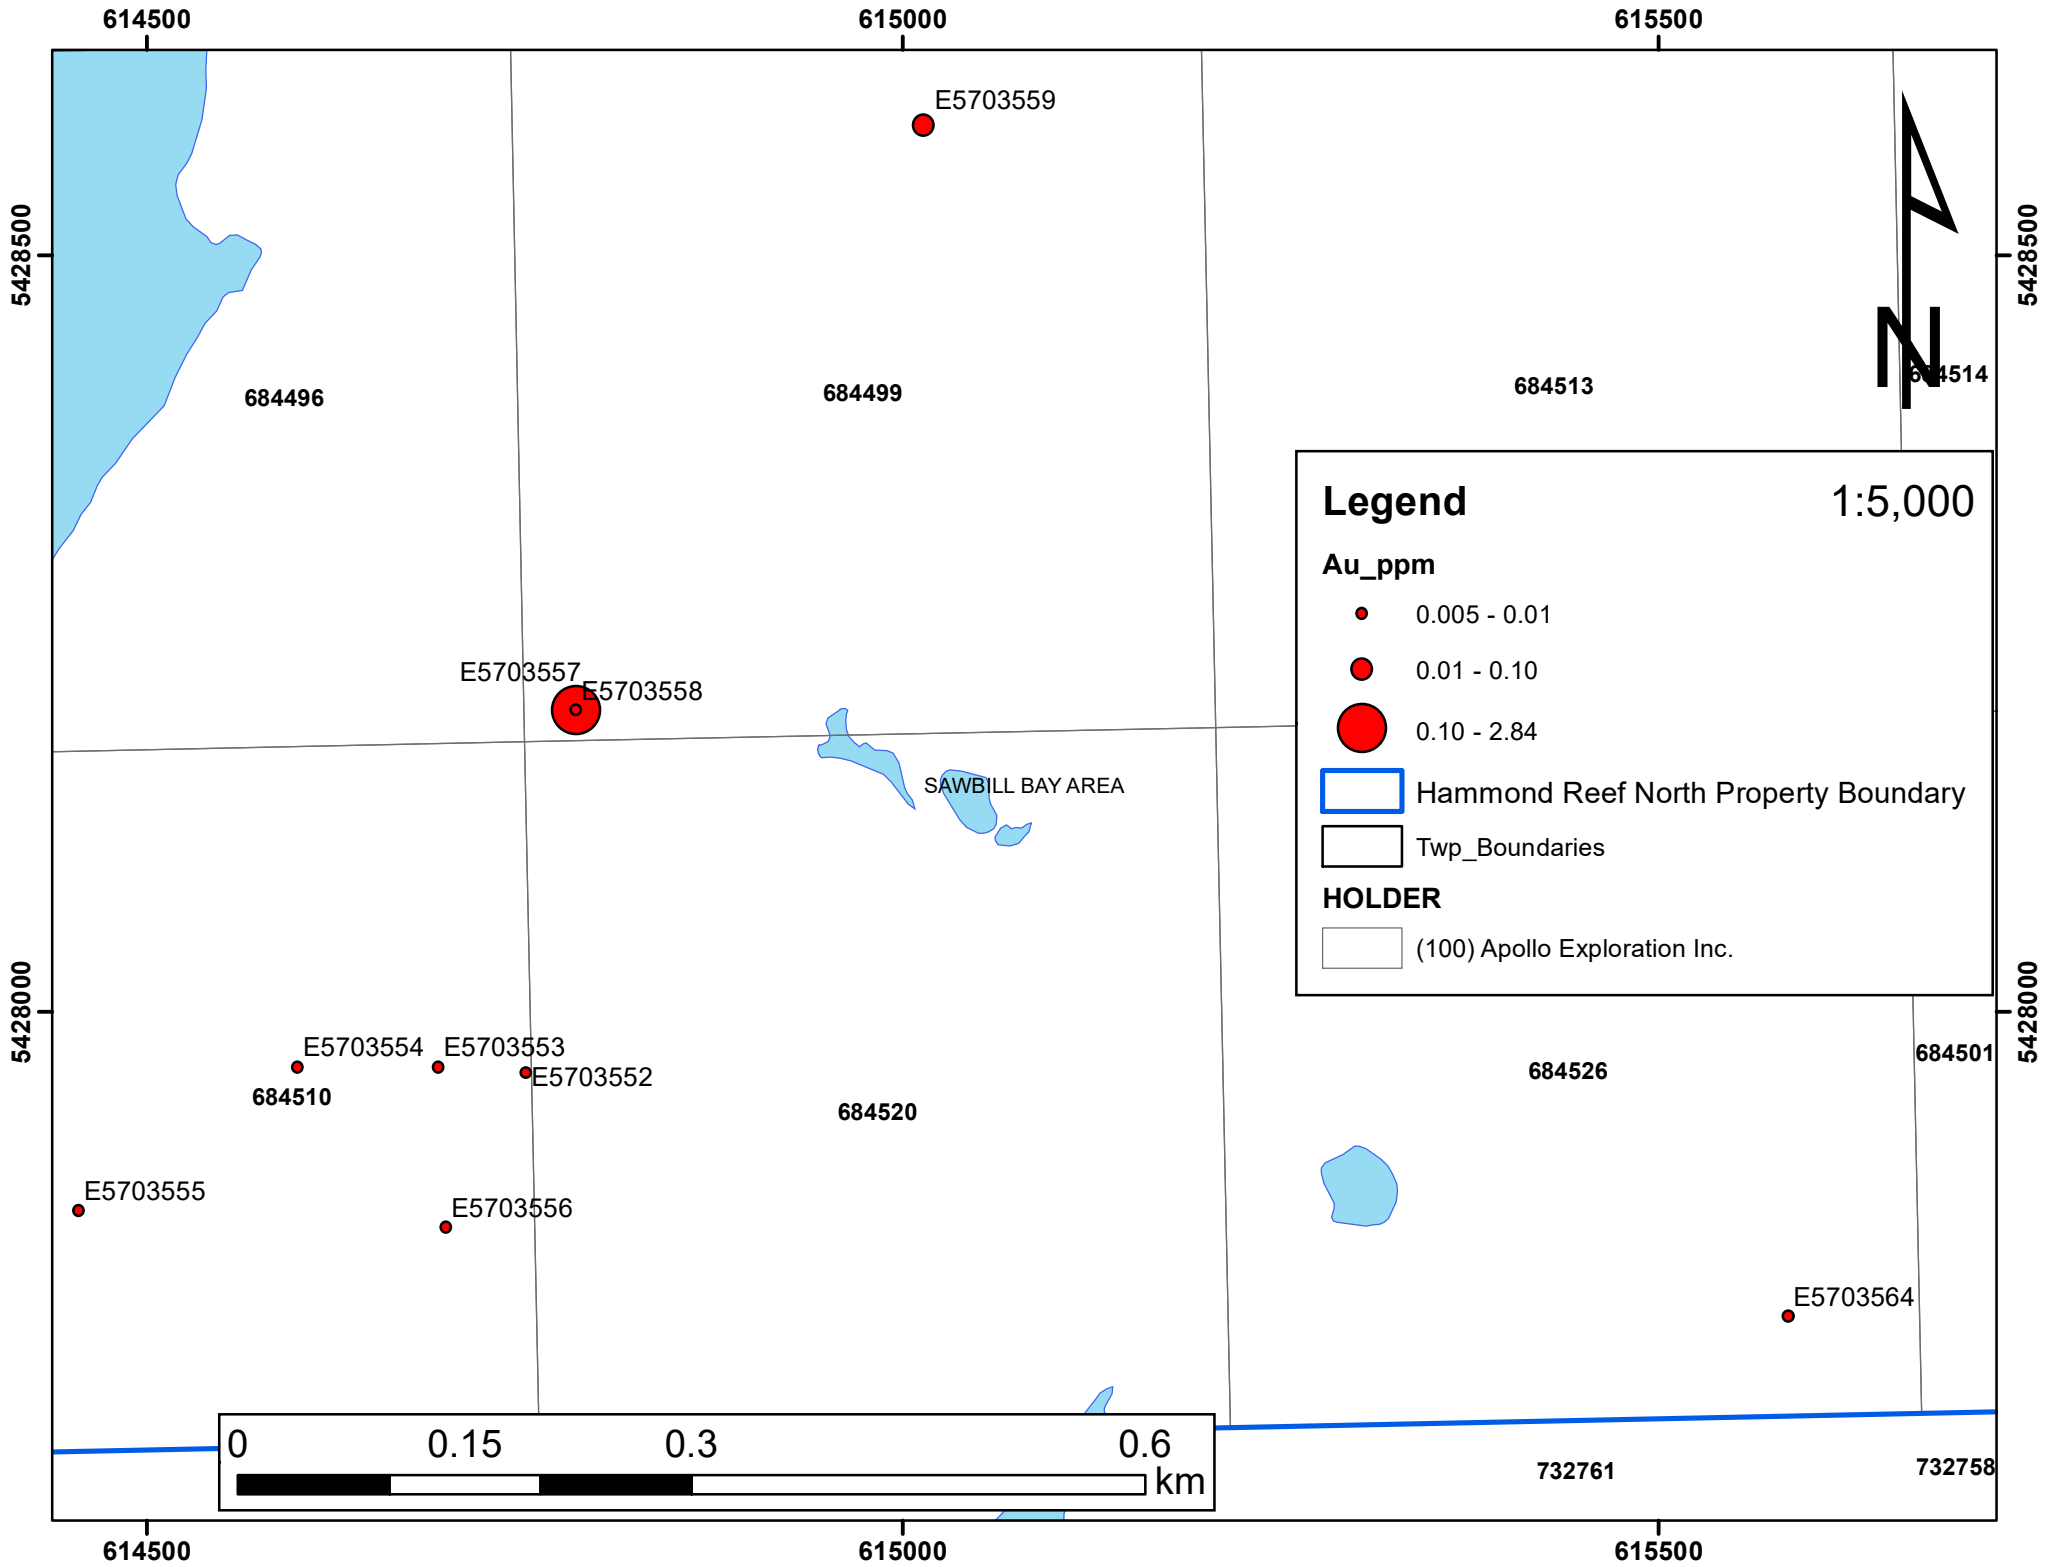 614500
615000
615500
E5703559
5428500
5428500
N
684496
684499
684513
684514
Legend
1:5,000
Au_ppm
0.005 - 0.01
0.01 - 0.10
0.10 - 2.84
Hammond Reef North Property Boundary
Twp_Boundaries
HOLDER
(100) Apollo Exploration Inc.
E5703557
E5703558
SAWBILL BAY AREA
5428000
5428000
E5703554
E5703553
E5703552
684510
684520
684526
684501
E5703555
E5703556
E5703564
0
0.15
0.3
0.6
km
732761
732758
614500
615000
615500